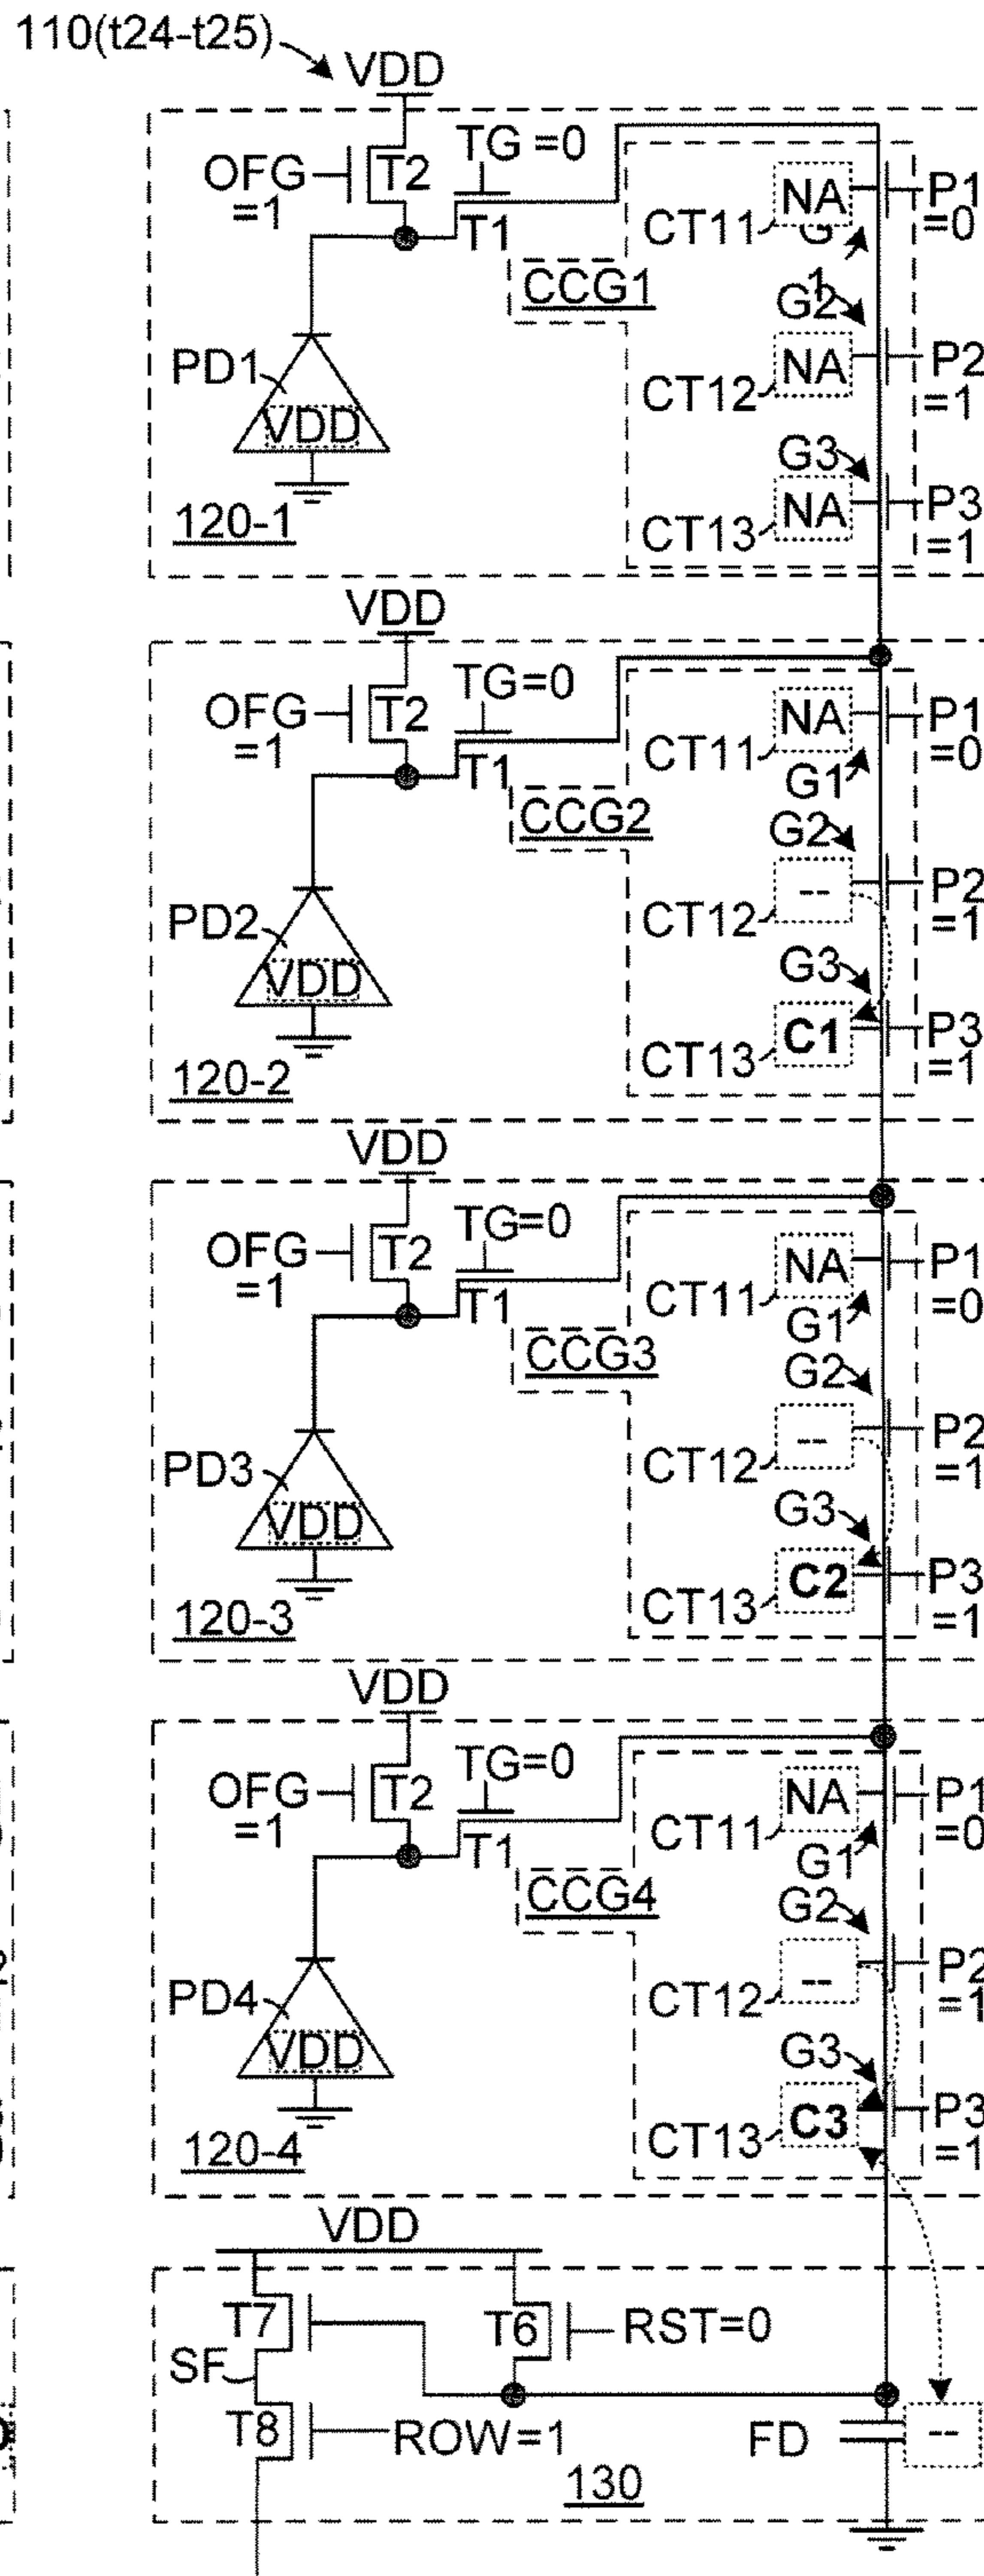 110(t24-t25)
VDD
OFG
=1
T2
TG =0
T1
CCG1
PD1
VDD
120-1
NA
CT11
G
1
P1
=0
G2
NA
CT12
P2
=1
G3
NA
CT13
P3
=1
VDD
OFG
=1
T2
TG=0
T1
CCG2
PD2
VDD
120-2
NA
CT11
G1
P1
=0
G2
--
CT12
P2
=1
G3
C1
CT13
P3
=1
VDD
OFG
=1
T2
TG=0
T1
CCG3
PD3
VDD
120-3
NA
CT11
G1
P1
=0
G2
--
CT12
P2
=1
G3
C2
CT13
P3
=1
VDD
OFG
=1
T2
TG=0
T1
CCG4
PD4
VDD
120-4
NA
CT11
G1
P1
=0
G2
--
CT12
P2
=1
G3
C3
CT13
P3
=1
VDD
T7
T6
RST=0
SF
T8
ROW=1
FD
--
130